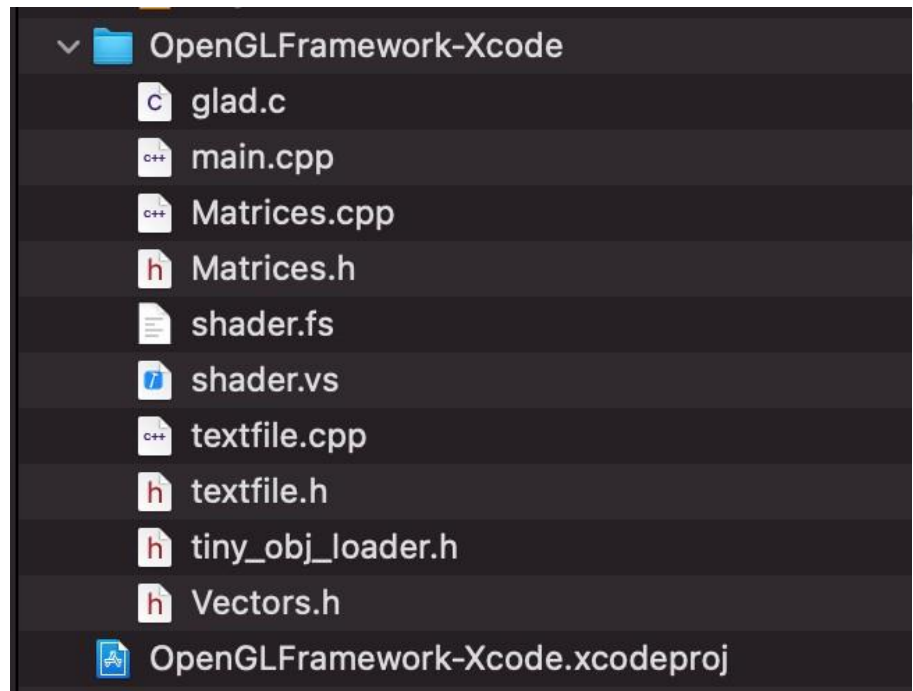 OpenGLFramework-Xcode
C glad.c
C++ main.cpp
C++ Matrices.cpp
h Matrices.h
shader.fs
T shader.vs
C++ textfile.cpp
h textfile.h
h tiny_obj_loader.h
h Vectors.h
OpenGLFramework-Xcode.xcodeproj